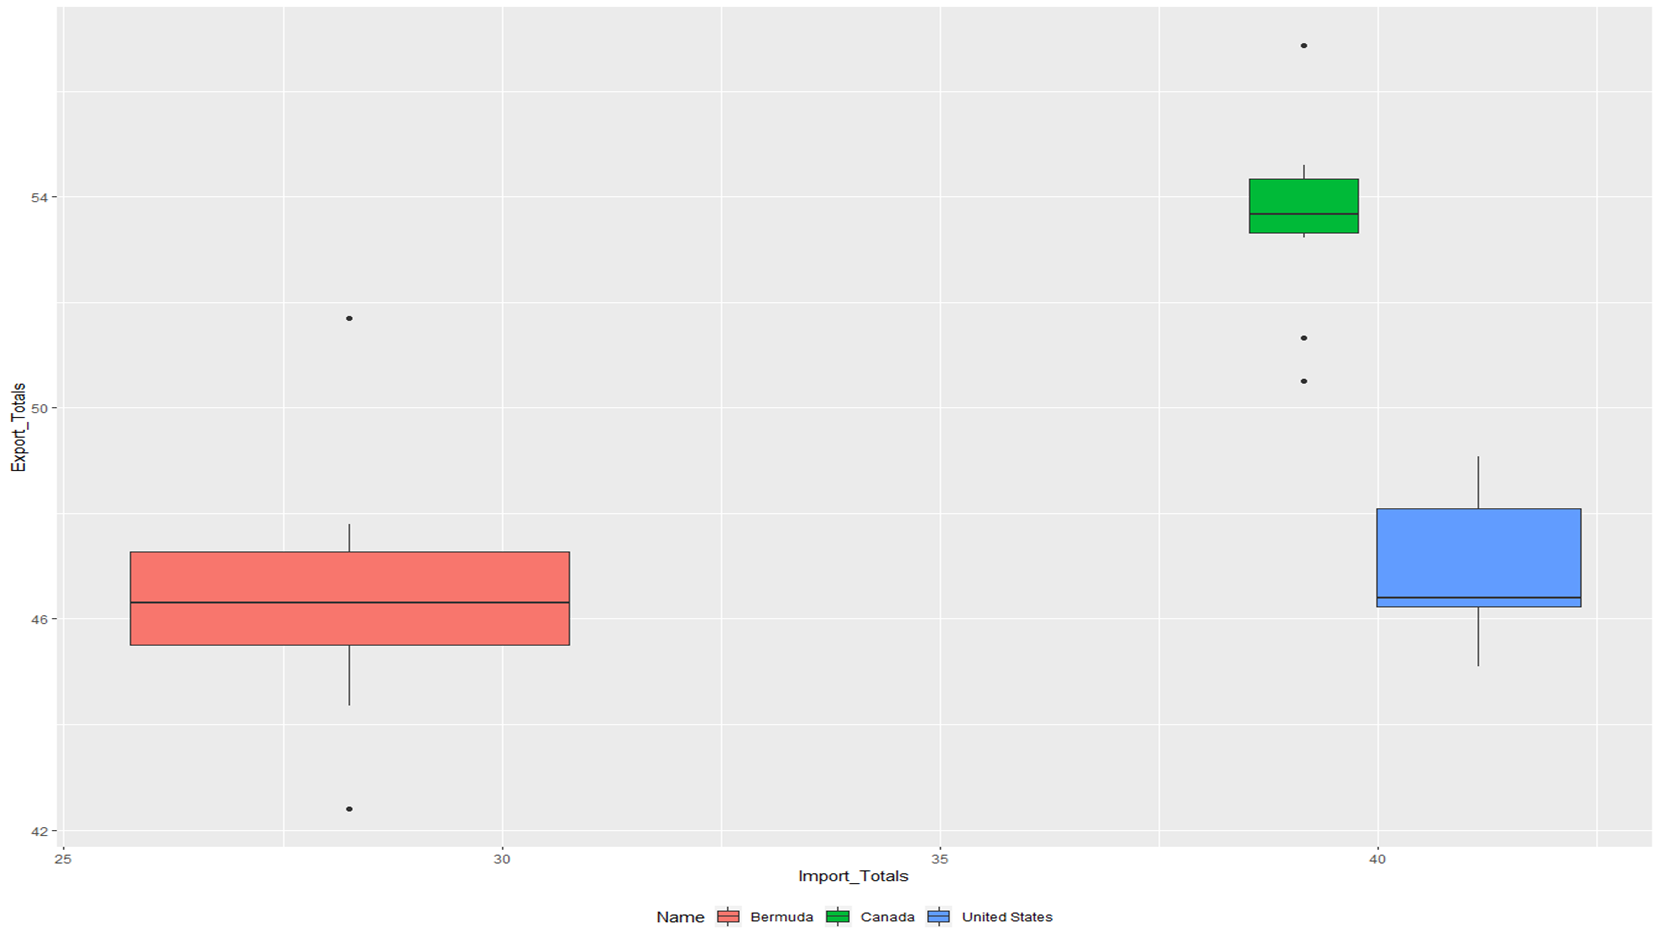 54
50
46
42
Export_Totals
25 30 35 40
Import_Totals
Name Bermuda Canada United States